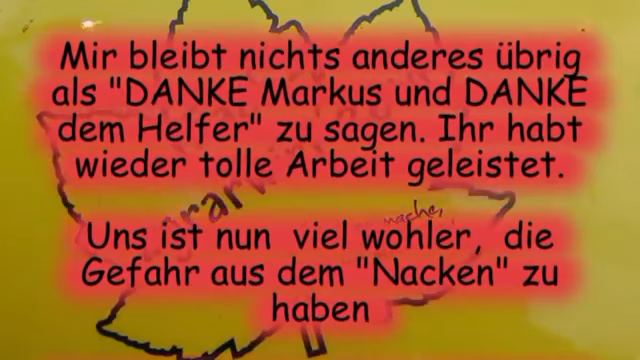 Mir bleibt nichts anderes übrig
als "DANKE Markus und DANKE
dem Helfer" zu sagen. Ihr habt
wieder tolle Arbeit geleistet.
Uns ist nun viel wohler, die
Gefahr aus dem "Nacken" zu
haben